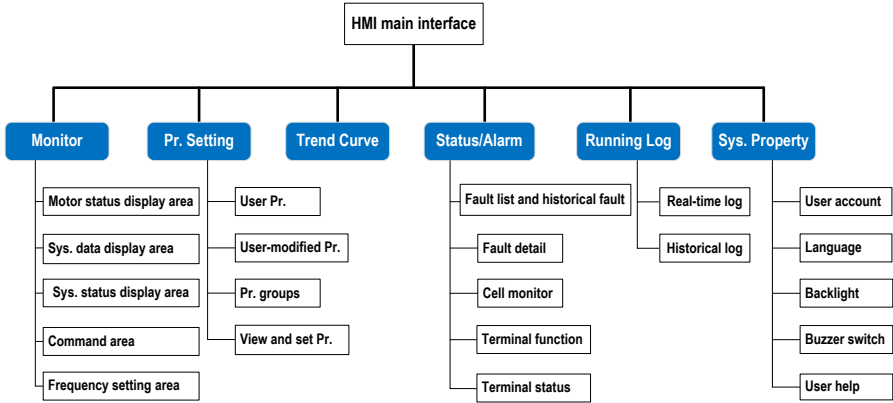 HMI main interface
Monitor
Pr. Setting
Trend Curve
Status/Alarm
Running Log
Sys. Property
Motor status display area
Sys. data display area
Sys. status display area
Command area
Frequency setting area
User Pr.
User-modified Pr.
Pr. groups
View and set Pr.
Fault list and historical fault
Fault detail
Cell monitor
Terminal function
Terminal status
Real-time log
Historical log
User account
Language
Backlight
Buzzer switch
User help